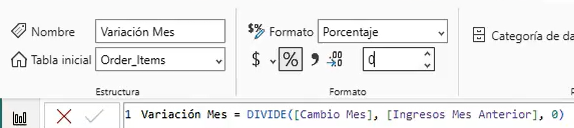 Nombre Variación Mes
Formato Porcentaje
Categoría de da
Tabla inicial Order_Items
$ % , .00 0
Estructura
Formato
1 Variación Mes = DIVIDE([Cambio Mes], [Ingresos Mes Anterior], 0)